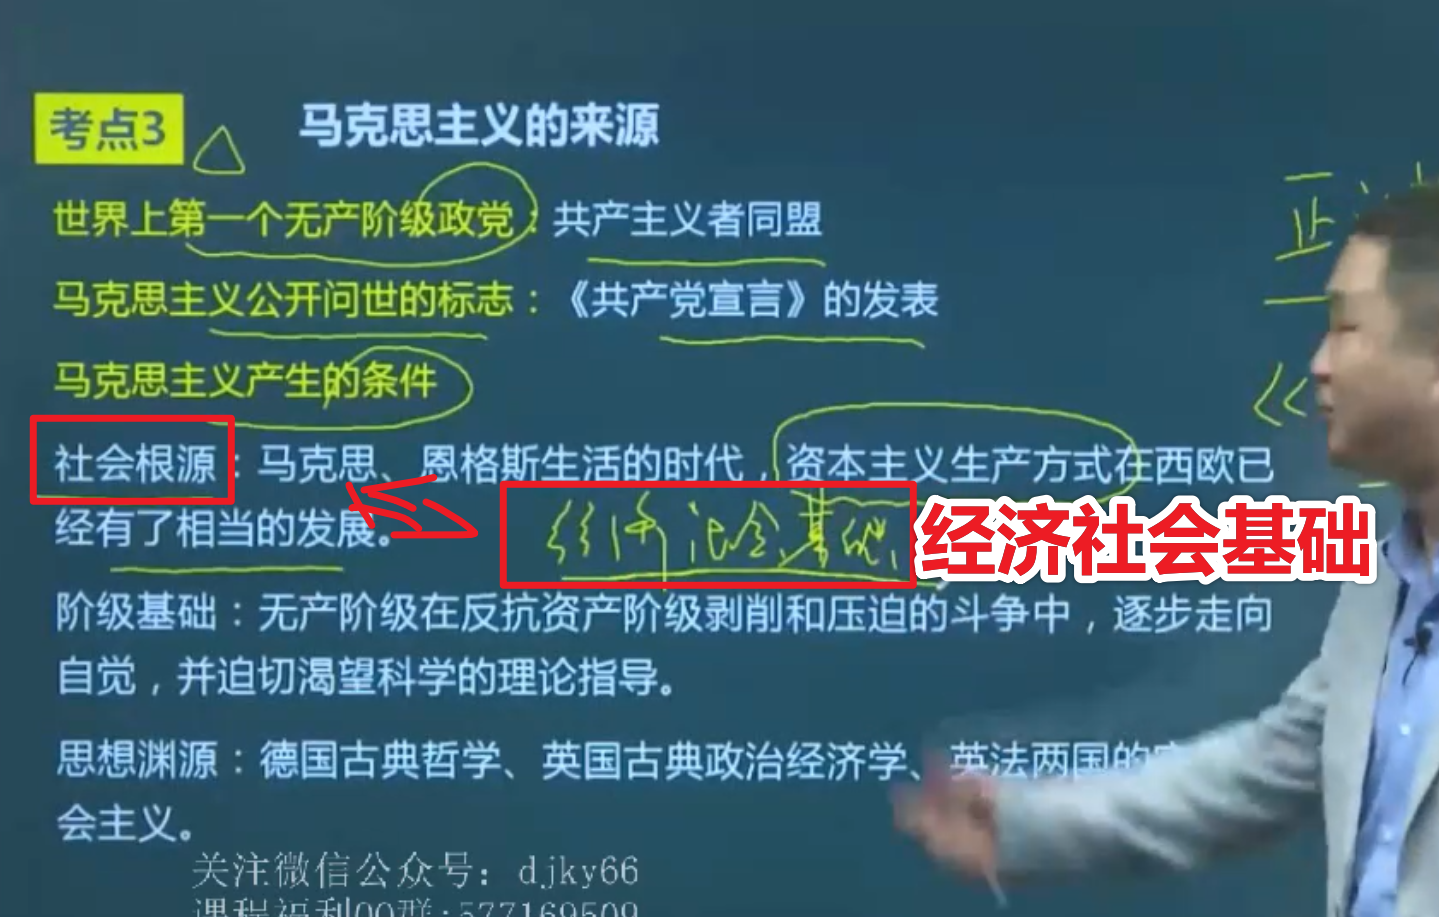 考点3 马克思主义的来源
世界上第一个无产阶级政党：共产主义者同盟
马克思主义公开问世的标志：《共产党宣言》的发表
马克思主义产生的条件
社会根源：马克思、恩格斯生活的时代，资本主义生产方式在西欧已
经有了相当的发展。
经济社会基础 经济社会基础
阶级基础：无产阶级在反抗资产阶级剥削和压迫的斗争中，逐步走向
自觉，并迫切渴望科学的理论指导。
思想渊源：德国古典哲学、英国古典政治经济学、英法两国的
会主义。
关注微信公众号：djky66
课程福利QQ群:577169509